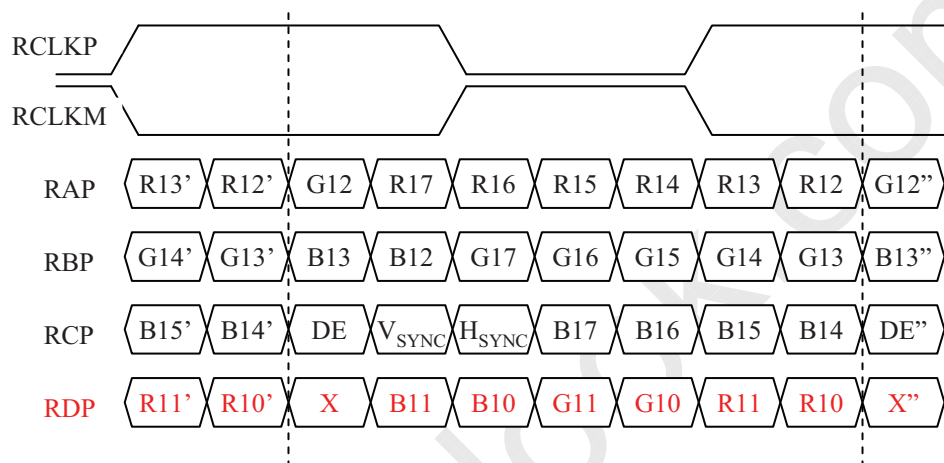 RCLKP
RCLKM
RAP R13' R12' G12 R17 R16 R15 R14 R13 R12 G12”
RBP G14' G13' B13 B12 G17 G16 G15 G14 G13 B13”
RCP B15' B14' DE VSYNC HSYNC B17 B16 B15 B14 DE”
RDP R11' R10' X B11 B10 G11 G10 R11 R10 X”